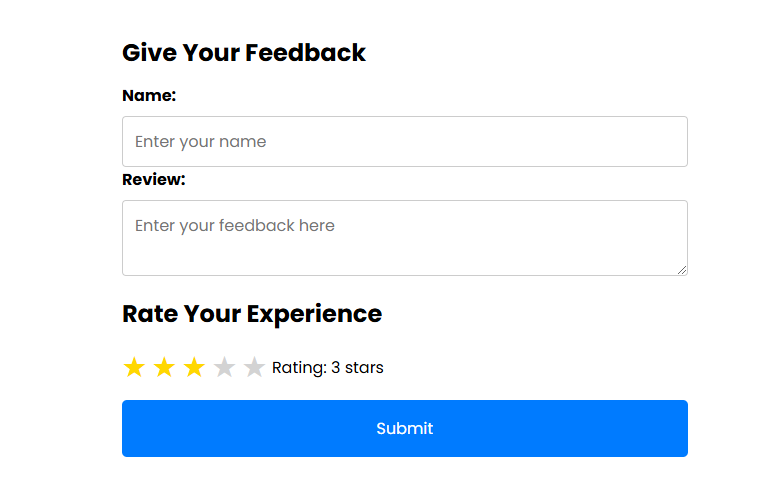 Give Your Feedback
Name:
Enter your name
Review:
Enter your feedback here
Rate Your Experience
Rating: 3 stars
Submit